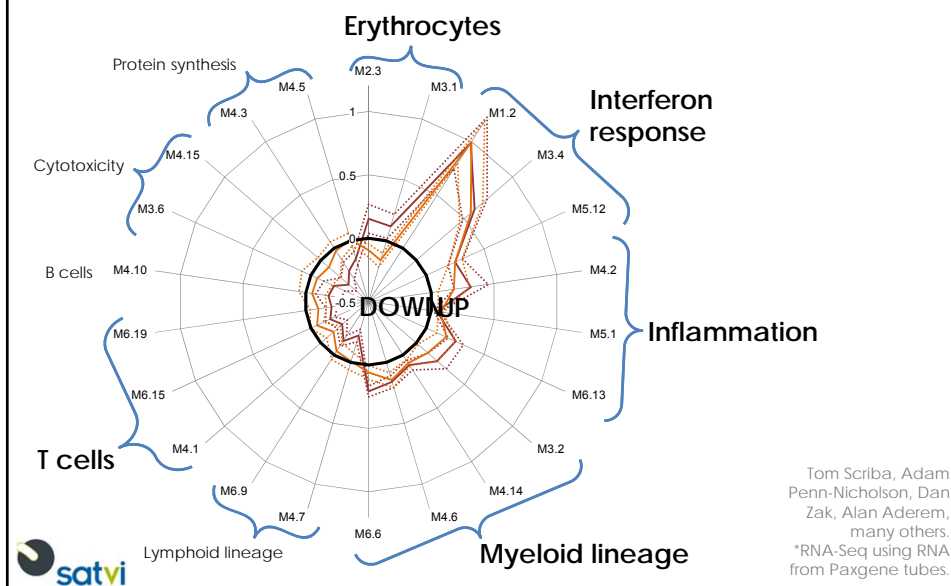 Erythrocytes
Protein synthesis
M2.3
M4.5
M3.1
M4.3
1
M1.2
Interferon
response
Cytotoxicity
M4.15
M3.4
0.5
M3.6
M5.12
0
B cells
M4.10
M4.2
-0.5
DOWN
UP
M6.19
M5.1
Inflammation
M6.15
M6.13
T cells
M4.1
M3.2
M6.9
M4.14
M4.7
M4.6
M6.6
Lymphoid lineage
Myeloid lineage
Tom Scriba, Adam
Penn-Nicholson, Dan
Zak, Alan Aderem,
many others.
*RNA-Seq using RNA
from Paxgene tubes.
satvi